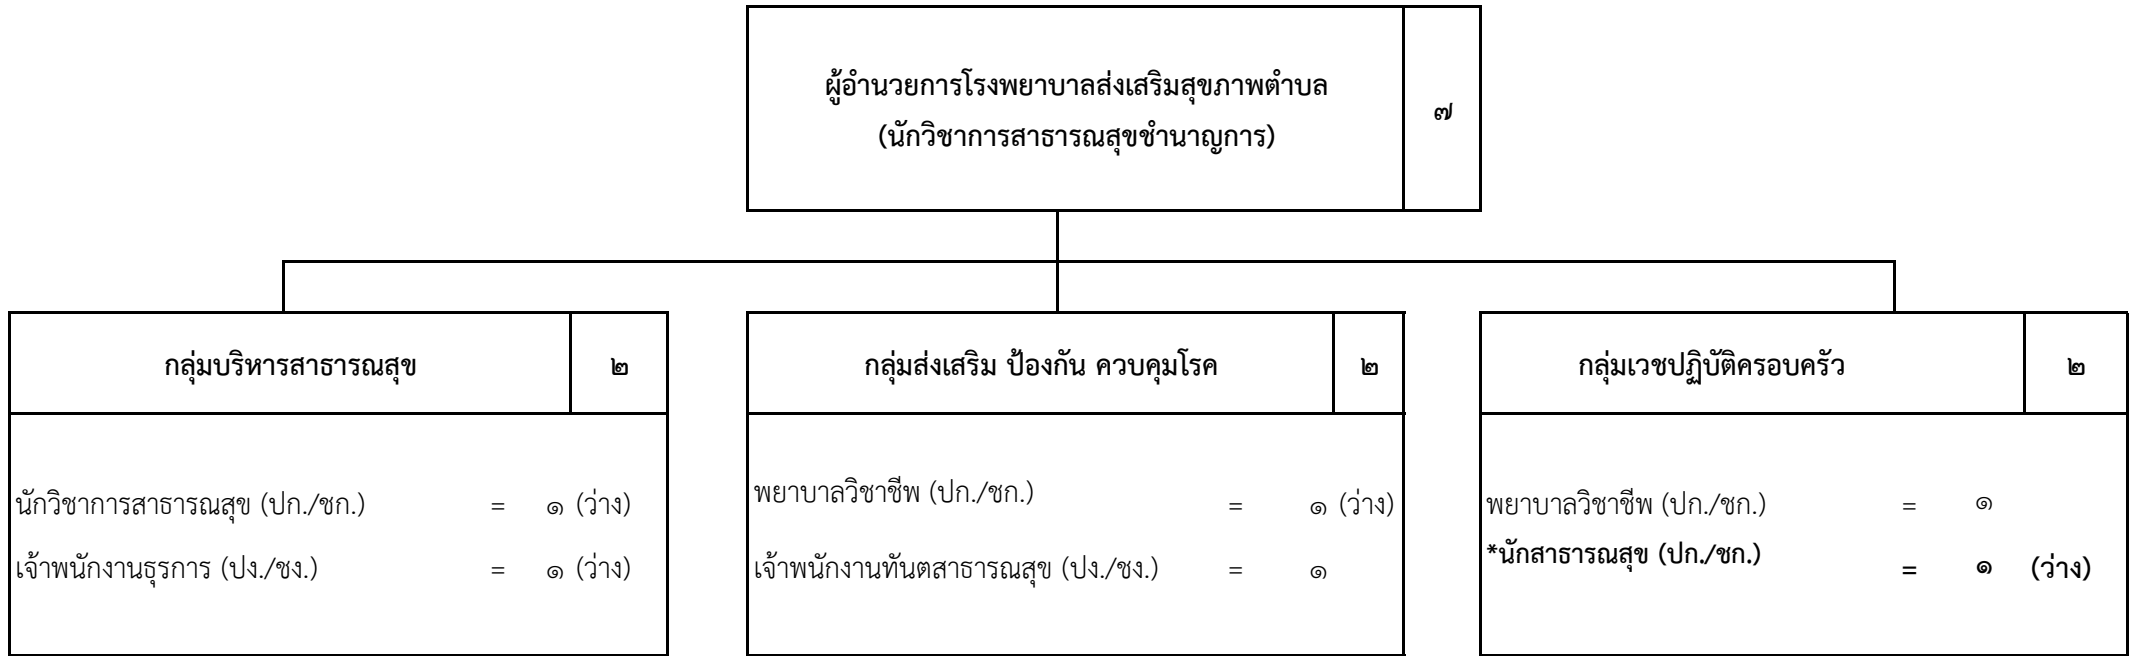 ผู้อำนวยการโรงพยาบาลส่งเสริมสุขภาพตำบล
(นักวิชาการสาธารณสุขชำนาญการ)
๗
กลุ่มบริหารสาธารณสุข ๒
นักวิชาการสาธารณสุข (ปก./ชก.) = ๑ (ว่าง)
เจ้าพนักงานธุรการ (ปง./ชง.) = ๑ (ว่าง)
กลุ่มส่งเสริม ป้องกัน ควบคุมโรค ๒
พยาบาลวิชาชีพ (ปก./ชก.) = ๑ (ว่าง)
เจ้าพนักงานทันตสาธารณสุข (ปง./ชง.) = ๑
กลุ่มเวชปฏิบัติครอบครัว ๒
พยาบาลวิชาชีพ (ปก./ชก.) = ๑
*นักสาธารณสุข (ปก./ชก.) = ๑ (ว่าง)